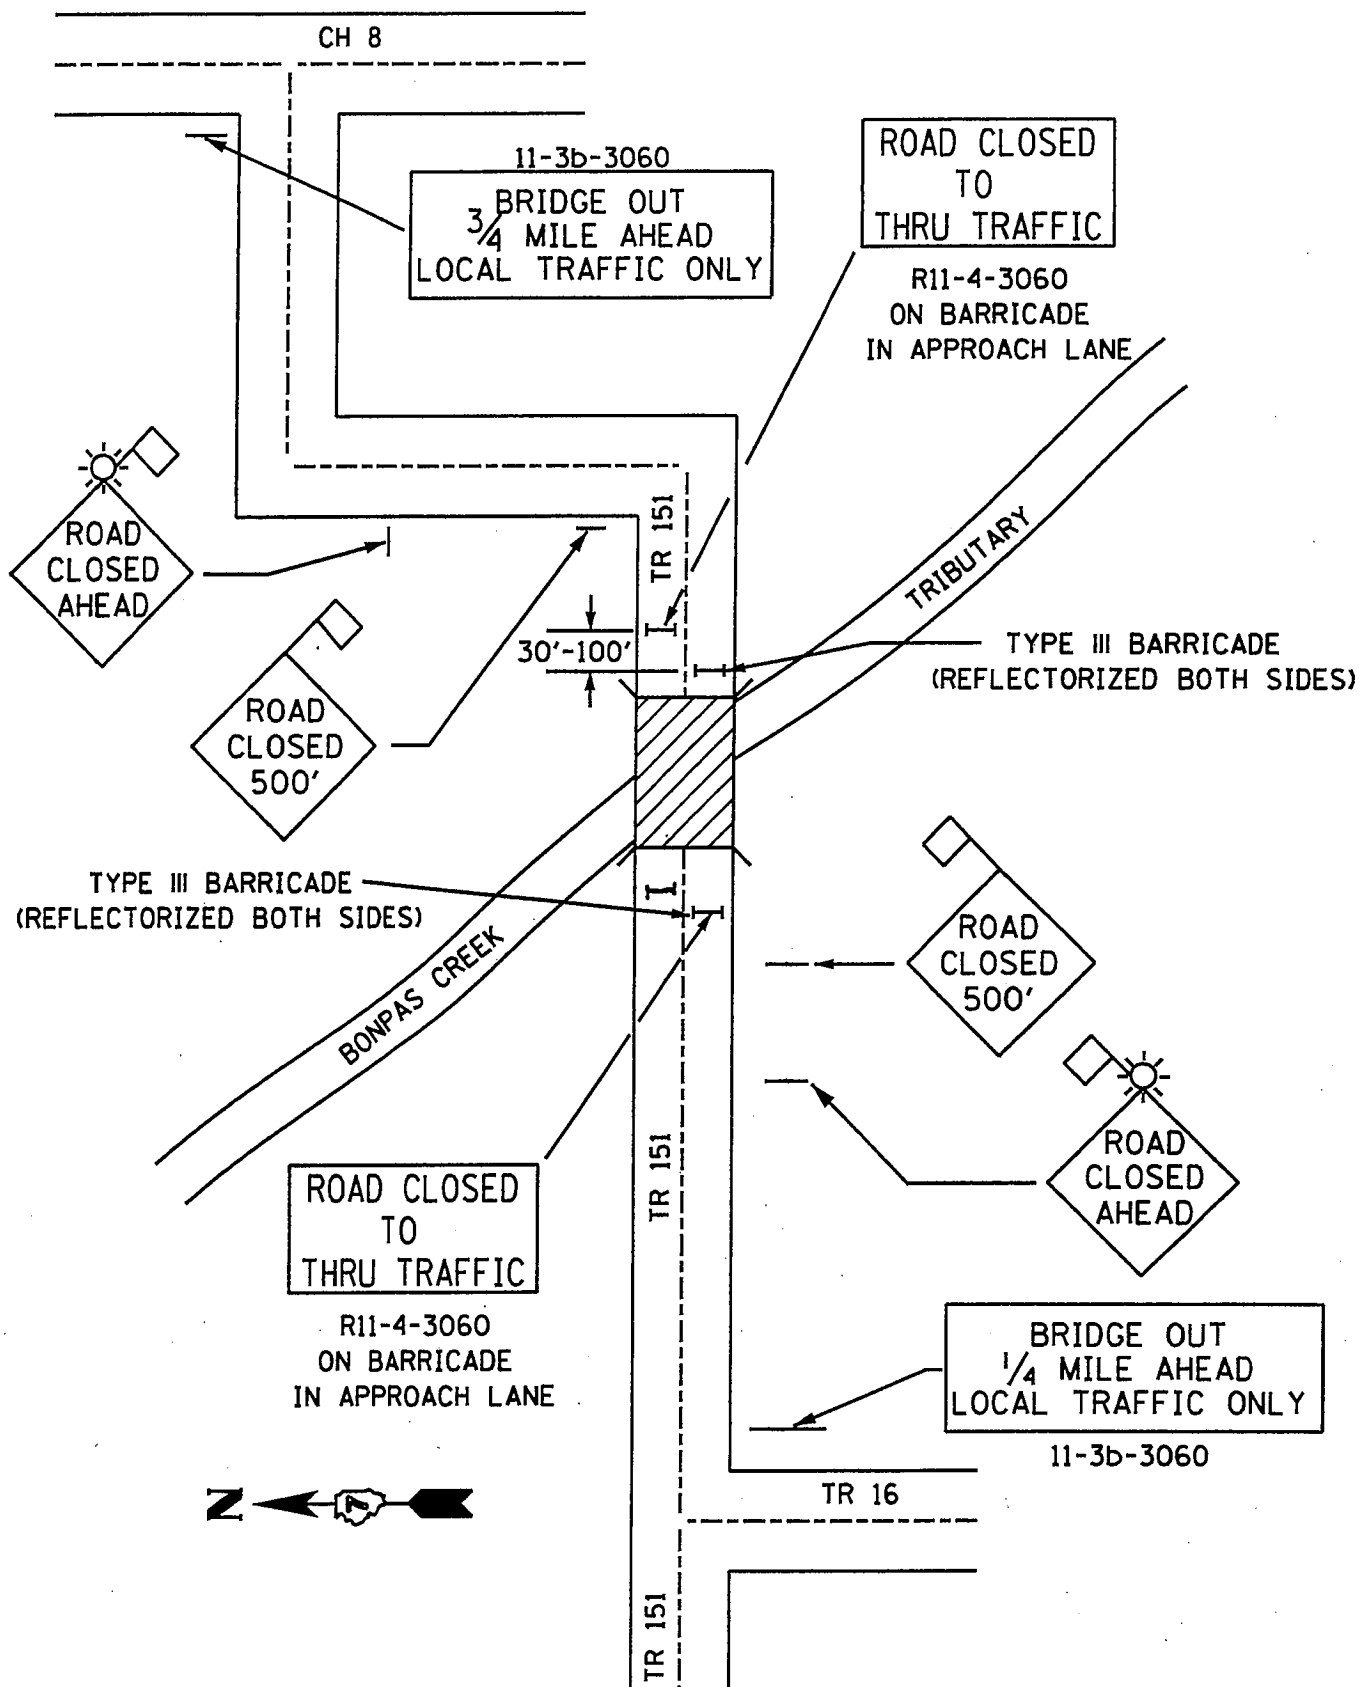 CH 8
11-3b-3060
BRIDGE OUT
3/4 MILE AHEAD
LOCAL TRAFFIC ONLY
ROAD CLOSED
TO
THRU TRAFFIC
R11-4-3060
ON BARRICADE
IN APPROACH LANE
ROAD
CLOSED
AHEAD
TR 151
TRIBUTARY
30'-100'
ROAD
CLOSED
500'
TYPE III BARRICADE
(REFLECTORIZED BOTH SIDES)
TYPE III BARRICADE
(REFLECTORIZED BOTH SIDES)
BONPAS CREEK
ROAD
CLOSED
500'
ROAD
CLOSED
AHEAD
TR 151
ROAD CLOSED
TO
THRU TRAFFIC
R11-4-3060
ON BARRICADE
IN APPROACH LANE
BRIDGE OUT
1/4 MILE AHEAD
LOCAL TRAFFIC ONLY
11-3b-3060
N
7
TR 16
TR 151